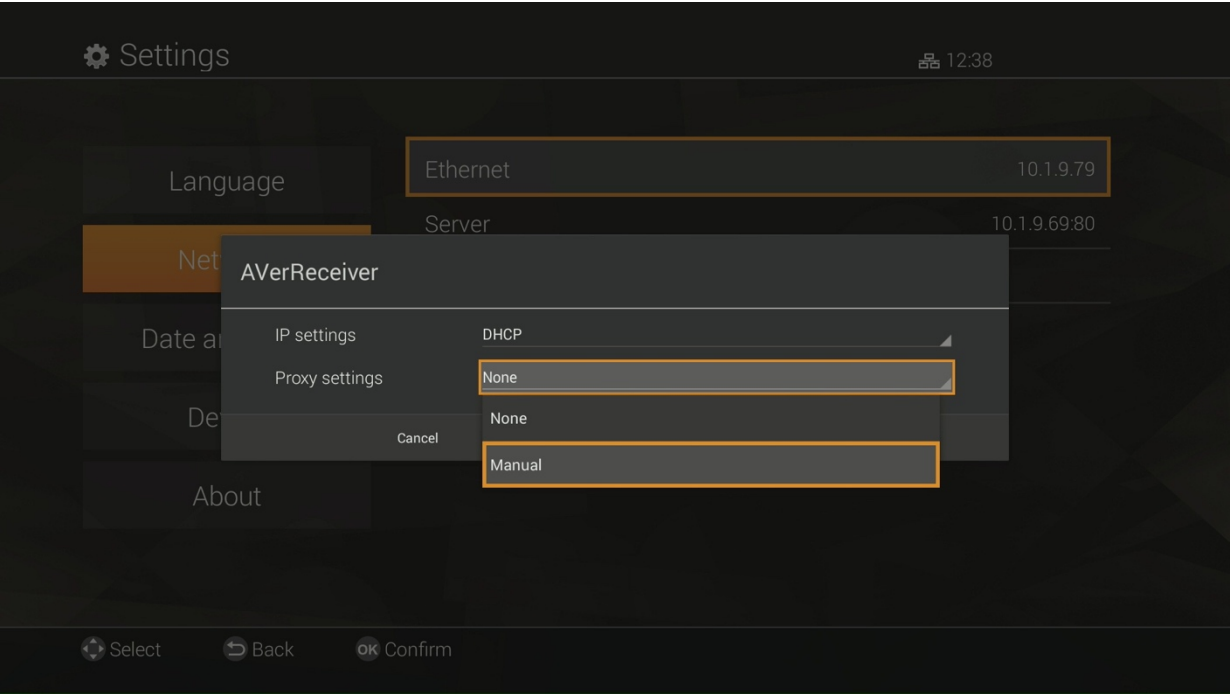 Settings
12:38
Language
Ethernet 10.1.9.79
Server 10.1.9.69:80
Net
AVerReceiver
Date a
IP settings DHCP
Proxy settings None
De
None
Cancel
Manual
About
Select Back OK Confirm